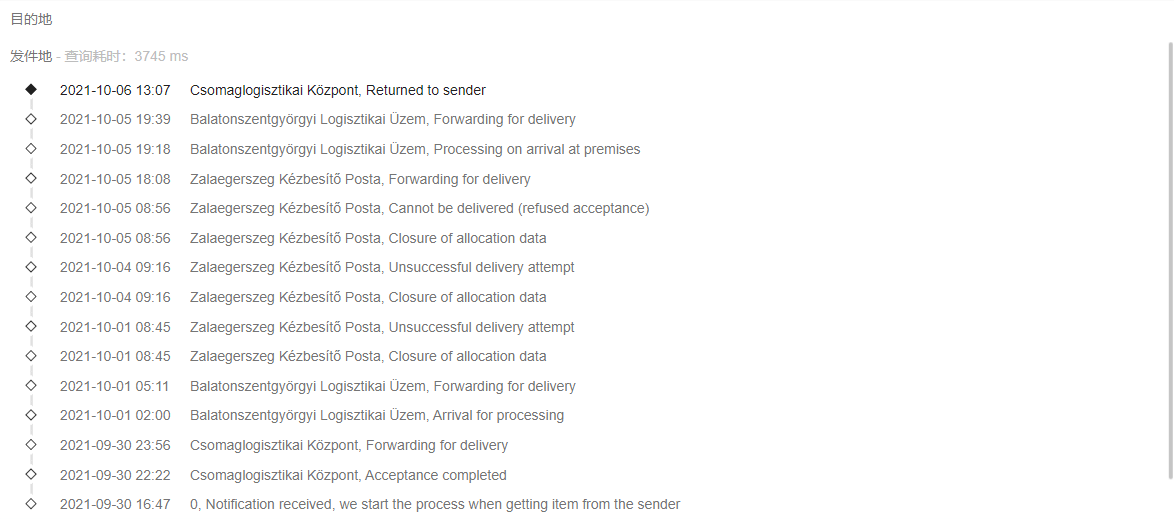 目的地
发件地 - 查询耗时：3745 ms
2021-10-06 13:07 Csomaglogisztikai Központ, Returned to sender
2021-10-05 19:39 Balatonszentgyörgyi Logisztikai Üzem, Forwarding for delivery
2021-10-05 19:18 Balatonszentgyörgyi Logisztikai Üzem, Processing on arrival at premises
2021-10-05 18:08 Zalaegerszeg Kézbesítő Posta, Forwarding for delivery
2021-10-05 08:56 Zalaegerszeg Kézbesítő Posta, Cannot be delivered (refused acceptance)
2021-10-05 08:56 Zalaegerszeg Kézbesítő Posta, Closure of allocation data
2021-10-04 09:16 Zalaegerszeg Kézbesítő Posta, Unsuccessful delivery attempt
2021-10-04 09:16 Zalaegerszeg Kézbesítő Posta, Closure of allocation data
2021-10-01 08:45 Zalaegerszeg Kézbesítő Posta, Unsuccessful delivery attempt
2021-10-01 08:45 Zalaegerszeg Kézbesítő Posta, Closure of allocation data
2021-10-01 05:11 Balatonszentgyörgyi Logisztikai Üzem, Forwarding for delivery
2021-10-01 02:00 Balatonszentgyörgyi Logisztikai Üzem, Arrival for processing
2021-09-30 23:56 Csomaglogisztikai Központ, Forwarding for delivery
2021-09-30 22:22 Csomaglogisztikai Központ, Acceptance completed
2021-09-30 16:47 0, Notification received, we start the process when getting item from the sender